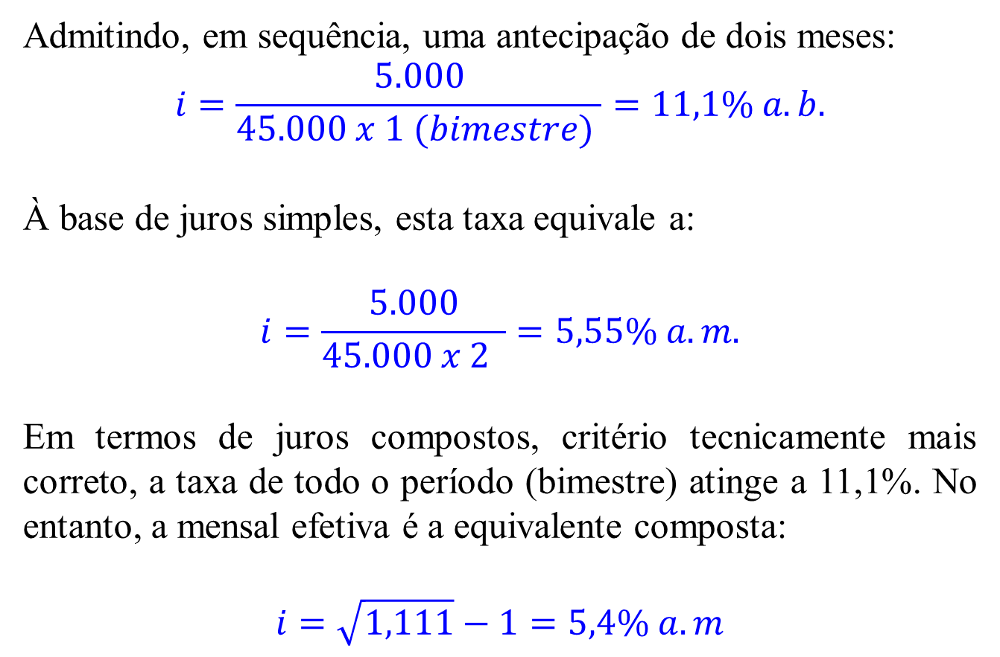 Admitindo, em sequência, uma antecipação de dois meses:
i = 5.000 / 45.000 x 1 (bimestre) = 11,1% a. b.
À base de juros simples, esta taxa equivale a:
i = 5.000 / 45.000 x 2 = 5,55% a. m.
Em termos de juros compostos, critério tecnicamente mais
correto, a taxa de todo o período (bimestre) atinge a 11,1%. No
entanto, a mensal efetiva é a equivalente composta:
i = √1,111 − 1 = 5,4% a. m